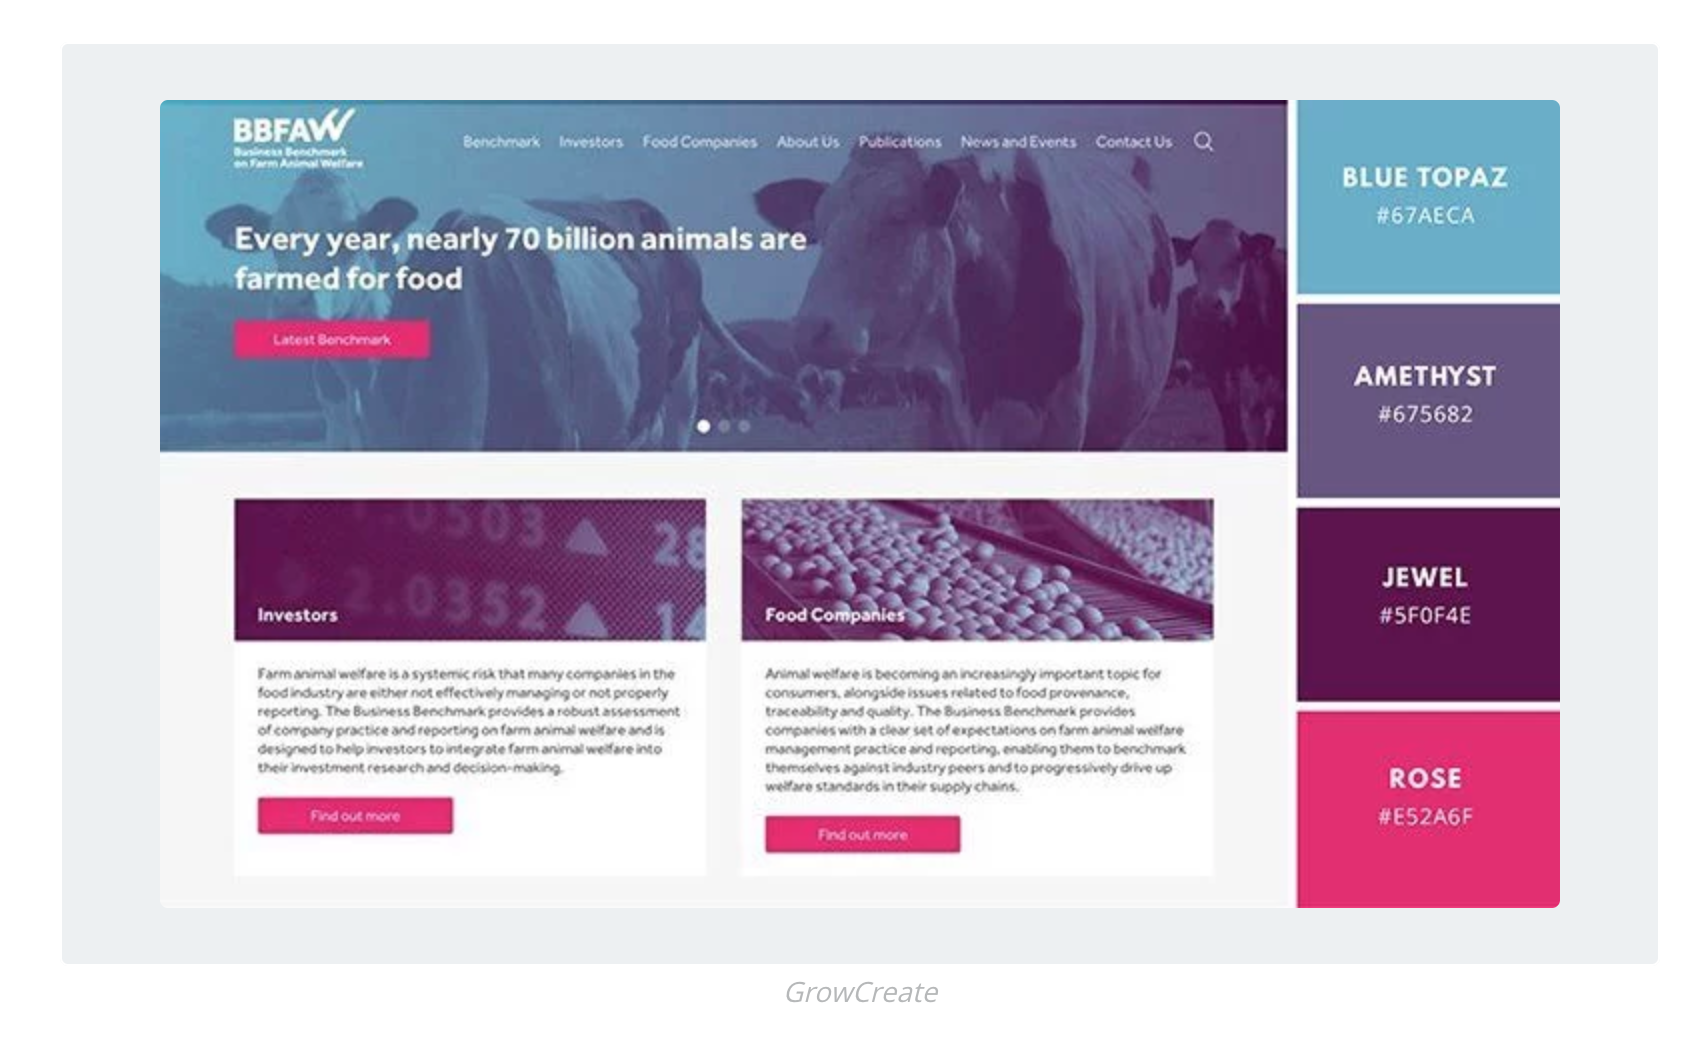 BBFAW
Business Benchmark
on Farm Animal Welfare
Benchmark Investors Food Companies About Us Publications News and Events Contact Us
Every year, nearly 70 billion animals are
farmed for food
Latest Benchmark
1.0503 ▲ 28
2.0352 ▲ 14
Investors
Farm animal welfare is a systemic risk that many companies in the
food industry are either not effectively managing or not properly
reporting. The Business Benchmark provides a robust assessment
of company practice and reporting on farm animal welfare and is
designed to help investors to integrate farm animal welfare into
their investment research and decision-making.
Find out more
Food Companies
Animal welfare is becoming an increasingly important topic for
consumers, alongside issues related to food provenance,
traceability and quality. The Business Benchmark provides
companies with a clear set of expectations on farm animal welfare
management practice and reporting, enabling them to benchmark
themselves against industry peers and to progressively drive up
welfare standards in their supply chains.
Find out more
BLUE TOPAZ
#67AECA
AMETHYST
#675682
JEWEL
#5F0F4E
ROSE
#E52A6F
GrowCreate